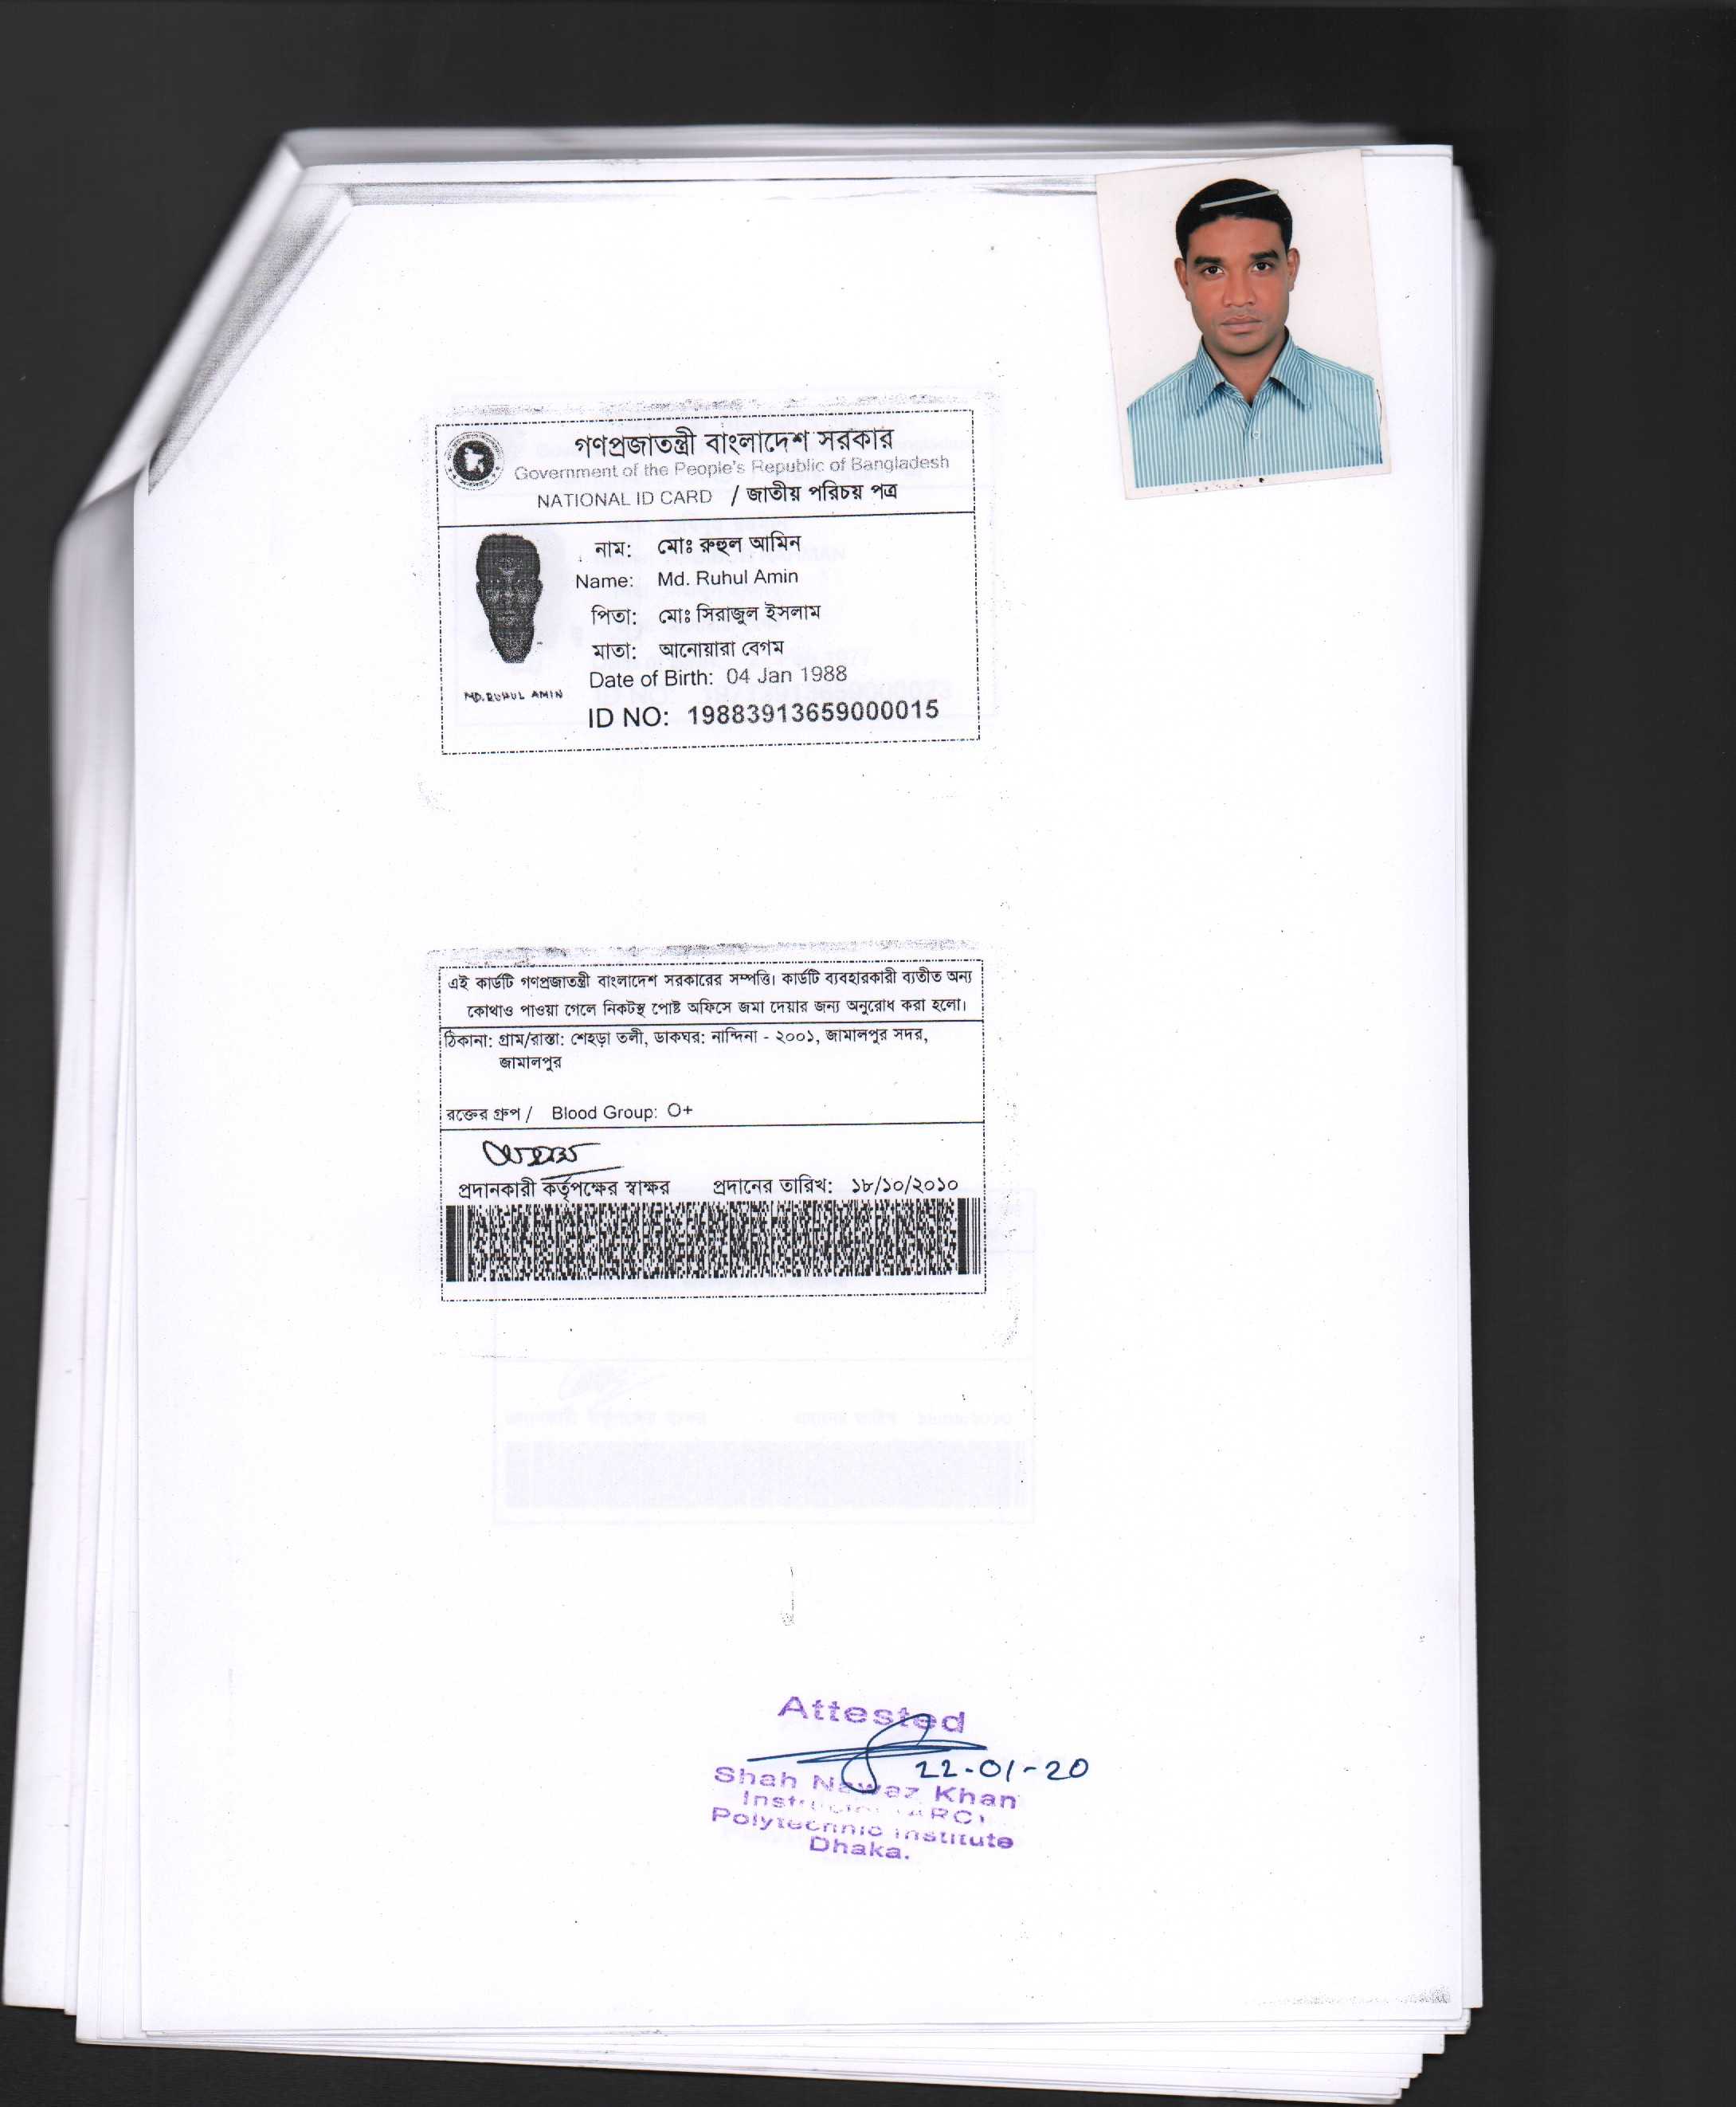 গণপ্রজাতন্ত্রী বাংলাদেশ সরকার
Government of the People's Republic of Bangladesh
NATIONAL ID CARD / জাতীয় পরিচয় পত্র
নাম: মোঃ রুহুল আমিন
Name: Md. Ruhul Amin
পিতা: মোঃ সিরাজুল ইসলাম
মাতা: আনোয়ারা বেগম
Date of Birth: 04 Jan 1988
MD. RUHUL AMIN
ID NO: 19883913659000015
এই কার্ডটি গণপ্রজাতন্ত্রী বাংলাদেশ সরকারের সম্পত্তি। কার্ডটি ব্যবহারকারী ব্যতীত অন্য
কোথাও পাওয়া গেলে নিকটস্থ পোষ্ট অফিসে জমা দেয়ার জন্য অনুরোধ করা হলো।
ঠিকানা: গ্রাম/রাস্তা: শেহড়া তলী, ডাকঘর: নান্দিনা - ২০০১, জামালপুর সদর,
জামালপুর
রক্তের গ্রুপ / Blood Group: O+
প্রদানকারী কর্তৃপক্ষের স্বাক্ষর প্রদানের তারিখ: ১৮/১০/২০১০
Attested
22-01-20
Shah Nawaz Khan
Polytechnic Institute
Dhaka.